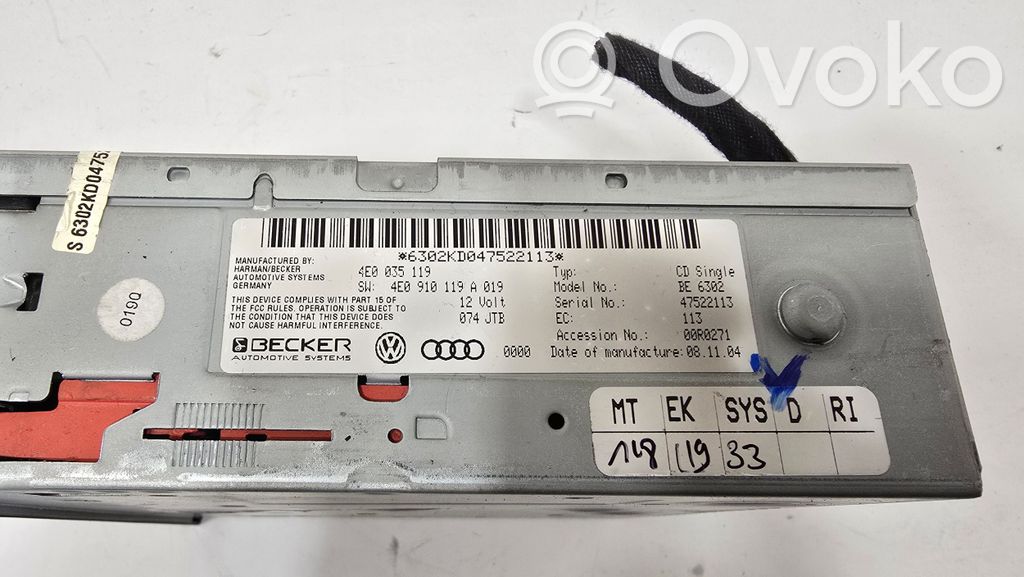 Ovoko
S 6302KD04752
*6302KD047522113*
MANUFACTURED BY:
HARMAN/BECKER
AUTOMOTIVE SYSTEMS
GERMANY
4E0 035 119
SW: 4E0 910 119 A 019
12 Volt
074 JTB
THIS DEVICE COMPLIES WITH PART 15 OF
THE FCC RULES. OPERATION IS SUBJECT TO
THE CONDITION THAT THIS DEVICE DOES
NOT CAUSE HARMFUL INTERFERENCE.
Typ: CD Single
Model No.: BE 6302
Serial No.: 47522113
EC: 113
Accession No.: 00R0271
Date of manufacture: 08.11.04
BECKER
AUTOMOTIVE SYSTEMS
0000
019Q
MT EK SYS D RI
148 119 33